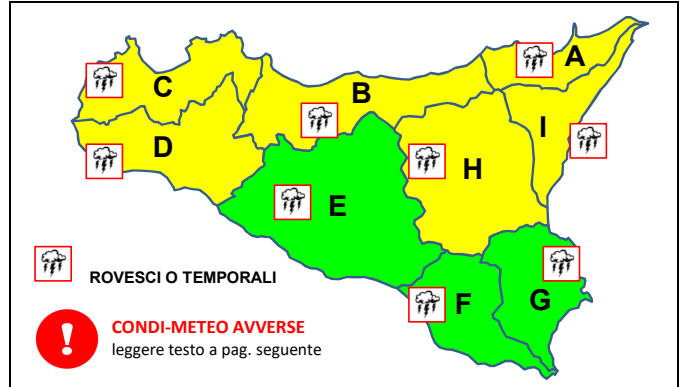 A
C
B
I
D
H
E
F
G
ROVESCI O TEMPORALI
CONDI-METEO AVVERSE
leggere testo a pag. seguente